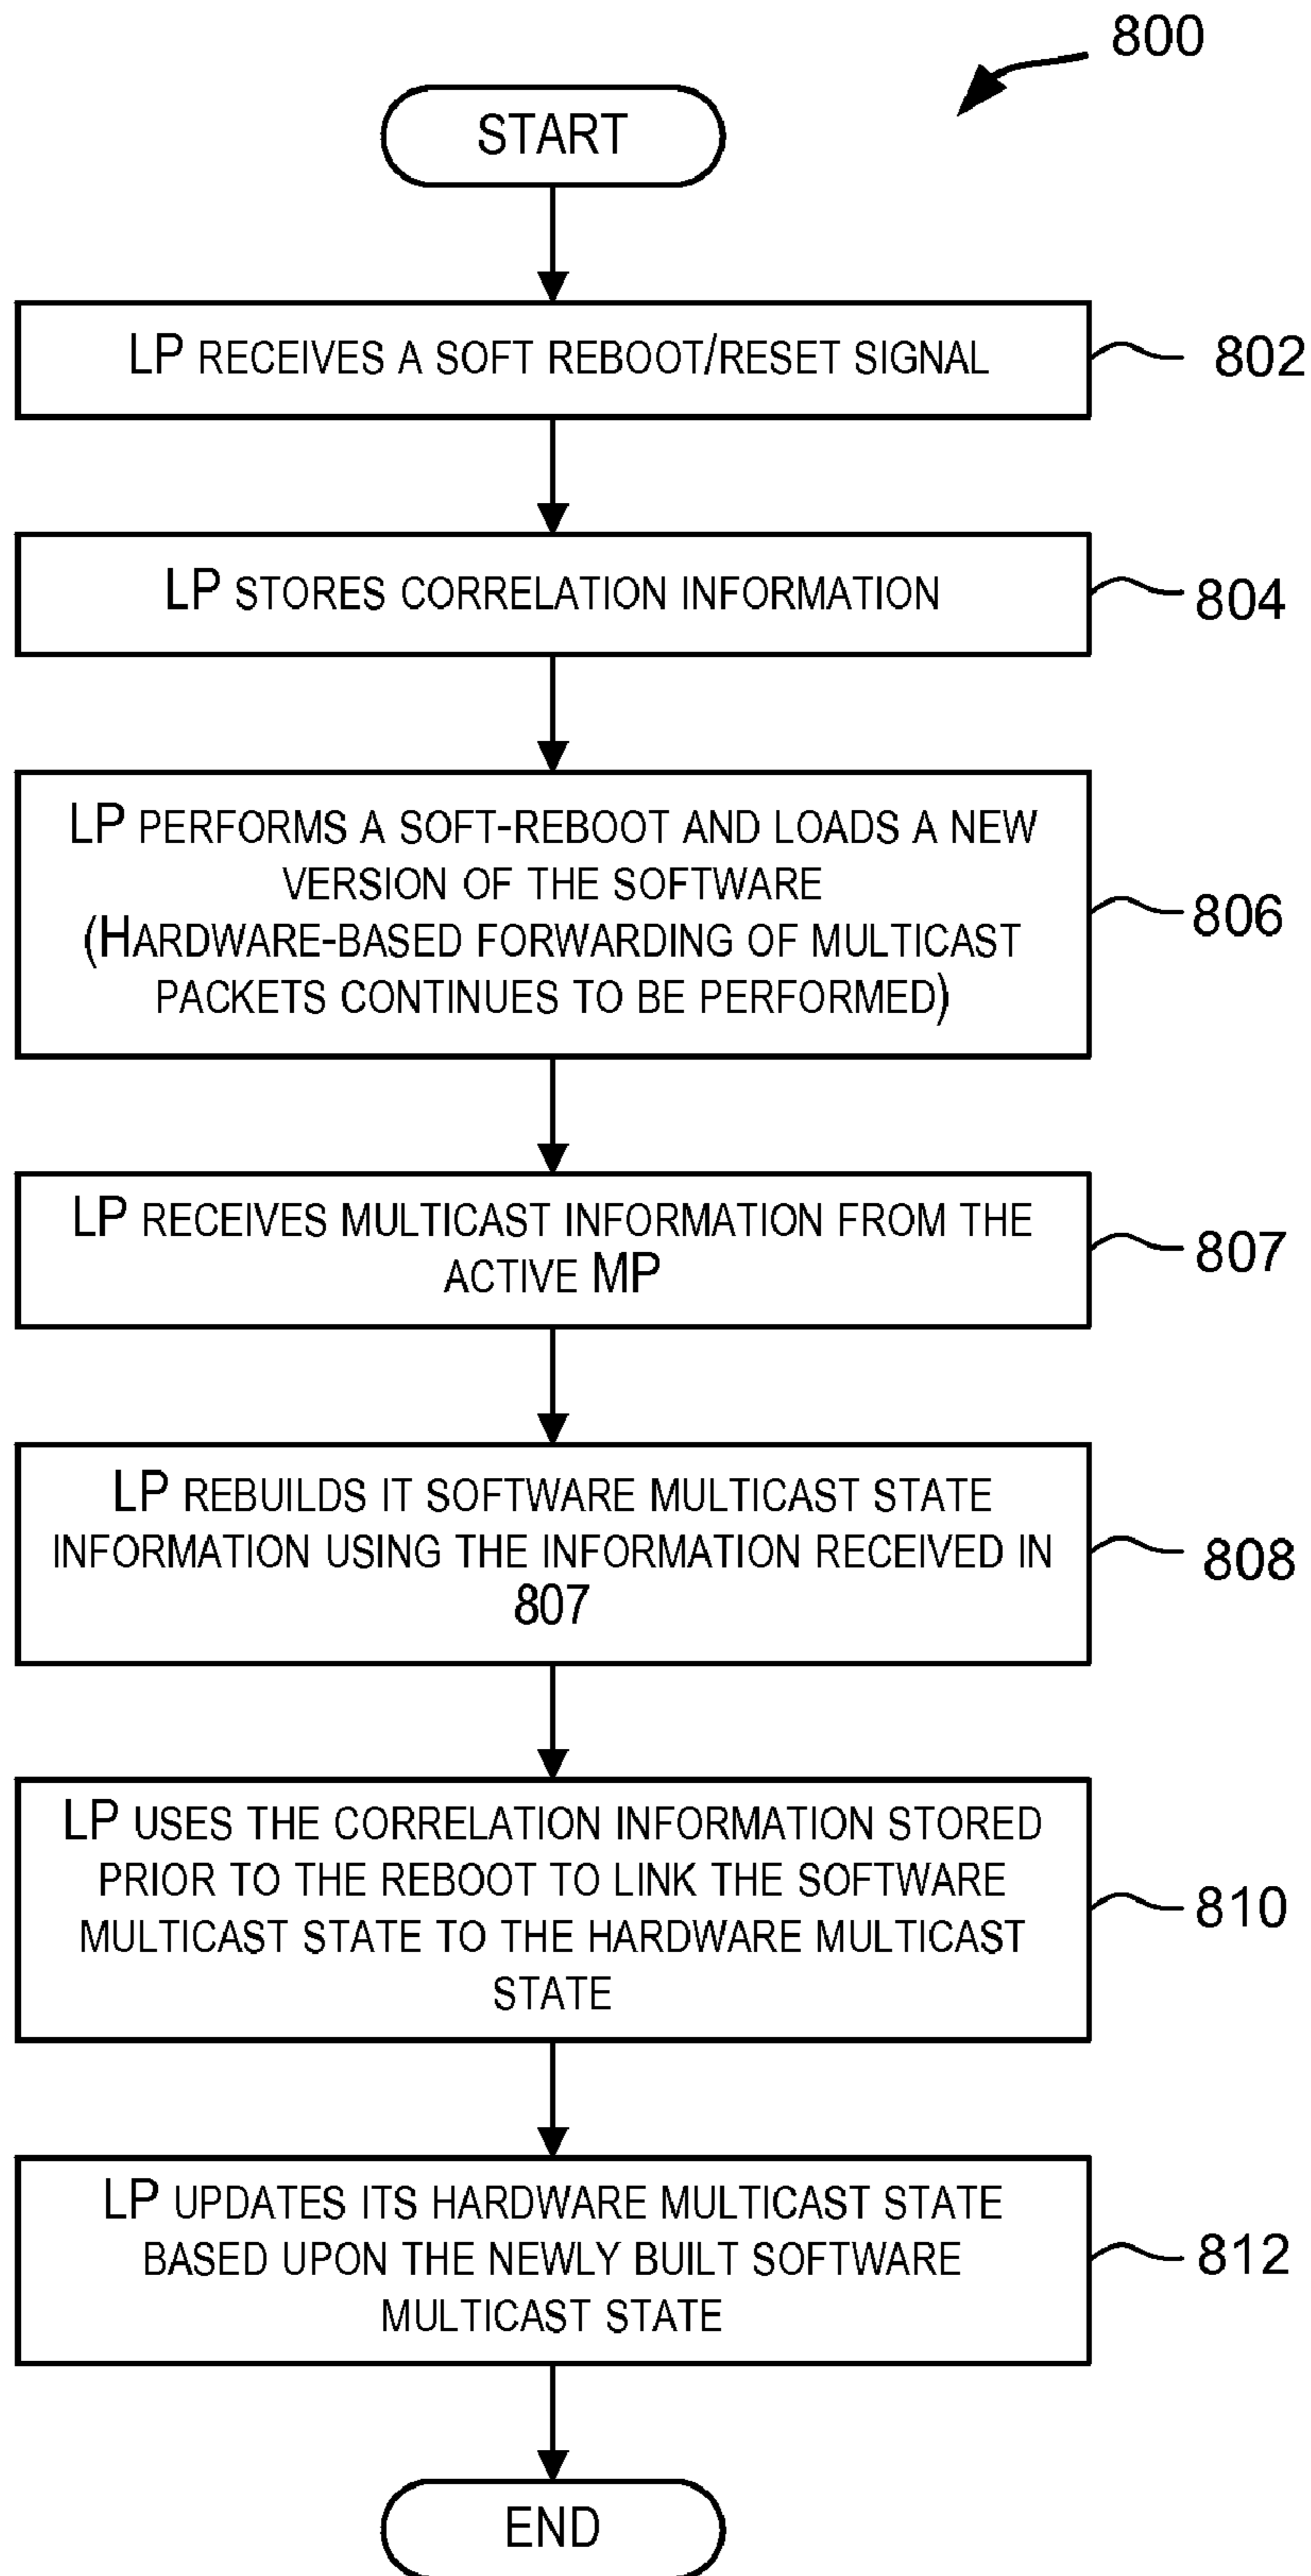 800
START
LP RECEIVES A SOFT REBOOT/RESET SIGNAL
802
LP STORES CORRELATION INFORMATION
804
LP PERFORMS A SOFT-REBOOT AND LOADS A NEW
VERSION OF THE SOFTWARE
(HARDWARE-BASED FORWARDING OF MULTICAST
PACKETS CONTINUES TO BE PERFORMED)
806
LP RECEIVES MULTICAST INFORMATION FROM THE
ACTIVE MP
807
LP REBUILDS IT SOFTWARE MULTICAST STATE
INFORMATION USING THE INFORMATION RECEIVED IN
807
808
LP USES THE CORRELATION INFORMATION STORED
PRIOR TO THE REBOOT TO LINK THE SOFTWARE
MULTICAST STATE TO THE HARDWARE MULTICAST
STATE
810
LP UPDATES ITS HARDWARE MULTICAST STATE
BASED UPON THE NEWLY BUILT SOFTWARE
MULTICAST STATE
812
END